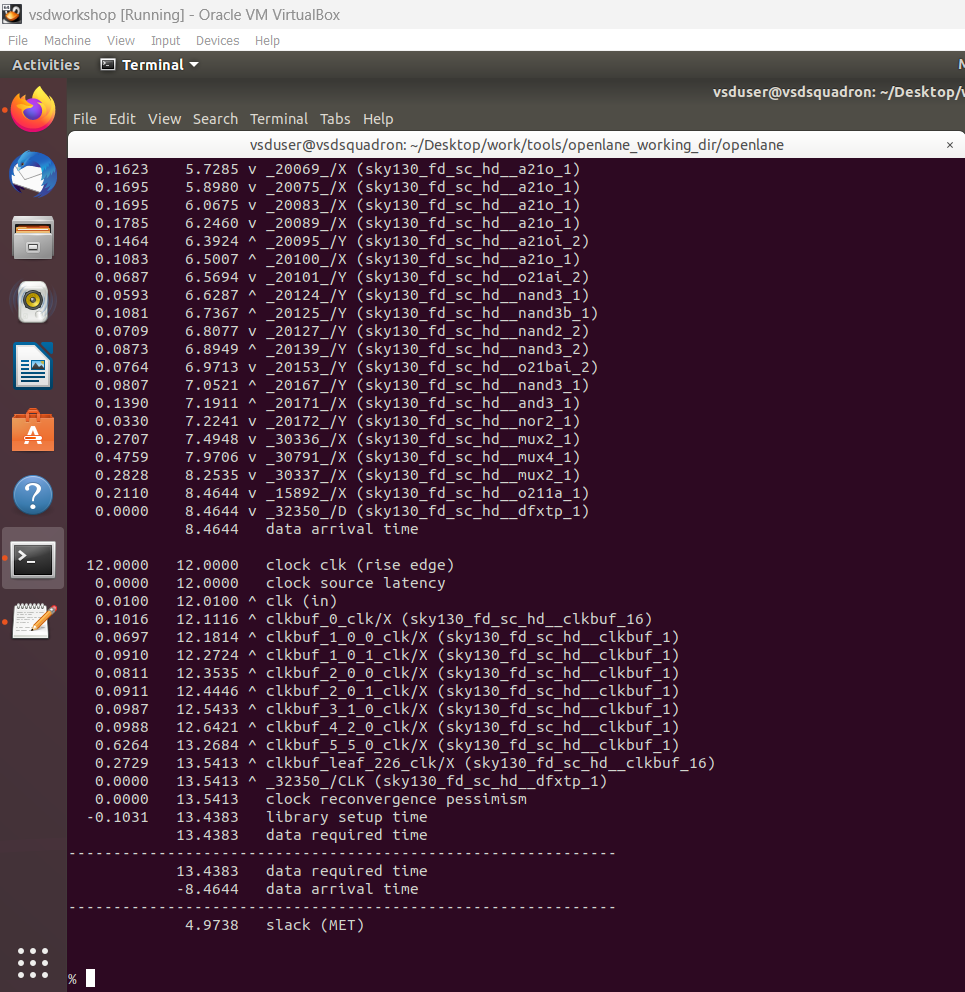 vsdworkshop [Running] - Oracle VM VirtualBox
File Machine View Input Devices Help
Activities Terminal
vsduser@vsdsquadron: ~/Desktop/
File Edit View Search Terminal Tabs Help
vsduser@vsdsquadron: ~/Desktop/work/tools/openlane_working_dir/openlane ×
0.1623 5.7285 v _20069_/X (sky130_fd_sc_hd__a21o_1)
0.1695 5.8980 v _20075_/X (sky130_fd_sc_hd__a21o_1)
0.1695 6.0675 v _20083_/X (sky130_fd_sc_hd__a21o_1)
0.1785 6.2460 v _20089_/X (sky130_fd_sc_hd__a21o_1)
0.1464 6.3924 ^ _20095_/Y (sky130_fd_sc_hd__a21oi_2)
0.1083 6.5007 ^ _20100_/X (sky130_fd_sc_hd__a21o_1)
0.0687 6.5694 v _20101_/Y (sky130_fd_sc_hd__o21ai_2)
0.0593 6.6287 ^ _20124_/Y (sky130_fd_sc_hd__nand3_1)
0.1081 6.7367 ^ _20125_/Y (sky130_fd_sc_hd__nand3b_1)
0.0709 6.8077 v _20127_/Y (sky130_fd_sc_hd__nand2_2)
0.0873 6.8949 ^ _20139_/Y (sky130_fd_sc_hd__nand3_2)
0.0764 6.9713 v _20153_/Y (sky130_fd_sc_hd__o21bai_2)
0.0807 7.0521 ^ _20167_/Y (sky130_fd_sc_hd__nand3_1)
0.1390 7.1911 ^ _20171_/X (sky130_fd_sc_hd__and3_1)
0.0330 7.2241 v _20172_/Y (sky130_fd_sc_hd__nor2_1)
0.2707 7.4948 v _30336_/X (sky130_fd_sc_hd__mux2_1)
0.4759 7.9706 v _30791_/X (sky130_fd_sc_hd__mux4_1)
0.2828 8.2535 v _30337_/X (sky130_fd_sc_hd__mux2_1)
0.2110 8.4644 v _15892_/X (sky130_fd_sc_hd__o211a_1)
0.0000 8.4644 v _32350_/D (sky130_fd_sc_hd__dfxtp_1)
8.4644 data arrival time
12.0000 12.0000 clock clk (rise edge)
0.0000 12.0000 clock source latency
0.0100 12.0100 ^ clk (in)
0.1016 12.1116 ^ clkbuf_0_clk/X (sky130_fd_sc_hd__clkbuf_16)
0.0697 12.1814 ^ clkbuf_1_0_0_clk/X (sky130_fd_sc_hd__clkbuf_1)
0.0910 12.2724 ^ clkbuf_1_0_1_clk/X (sky130_fd_sc_hd__clkbuf_1)
0.0811 12.3535 ^ clkbuf_2_0_0_clk/X (sky130_fd_sc_hd__clkbuf_1)
0.0911 12.4446 ^ clkbuf_2_0_1_clk/X (sky130_fd_sc_hd__clkbuf_1)
0.0987 12.5433 ^ clkbuf_3_1_0_clk/X (sky130_fd_sc_hd__clkbuf_1)
0.0988 12.6421 ^ clkbuf_4_2_0_clk/X (sky130_fd_sc_hd__clkbuf_1)
0.6264 13.2684 ^ clkbuf_5_5_0_clk/X (sky130_fd_sc_hd__clkbuf_1)
0.2729 13.5413 ^ clkbuf_leaf_226_clk/X (sky130_fd_sc_hd__clkbuf_16)
0.0000 13.5413 ^ _32350_/CLK (sky130_fd_sc_hd__dfxtp_1)
0.0000 13.5413 clock reconvergence pessimism
-0.1031 13.4383 library setup time
13.4383 data required time
-------------------------------------------------------------
13.4383 data required time
-8.4644 data arrival time
-------------------------------------------------------------
4.9738 slack (MET)
%